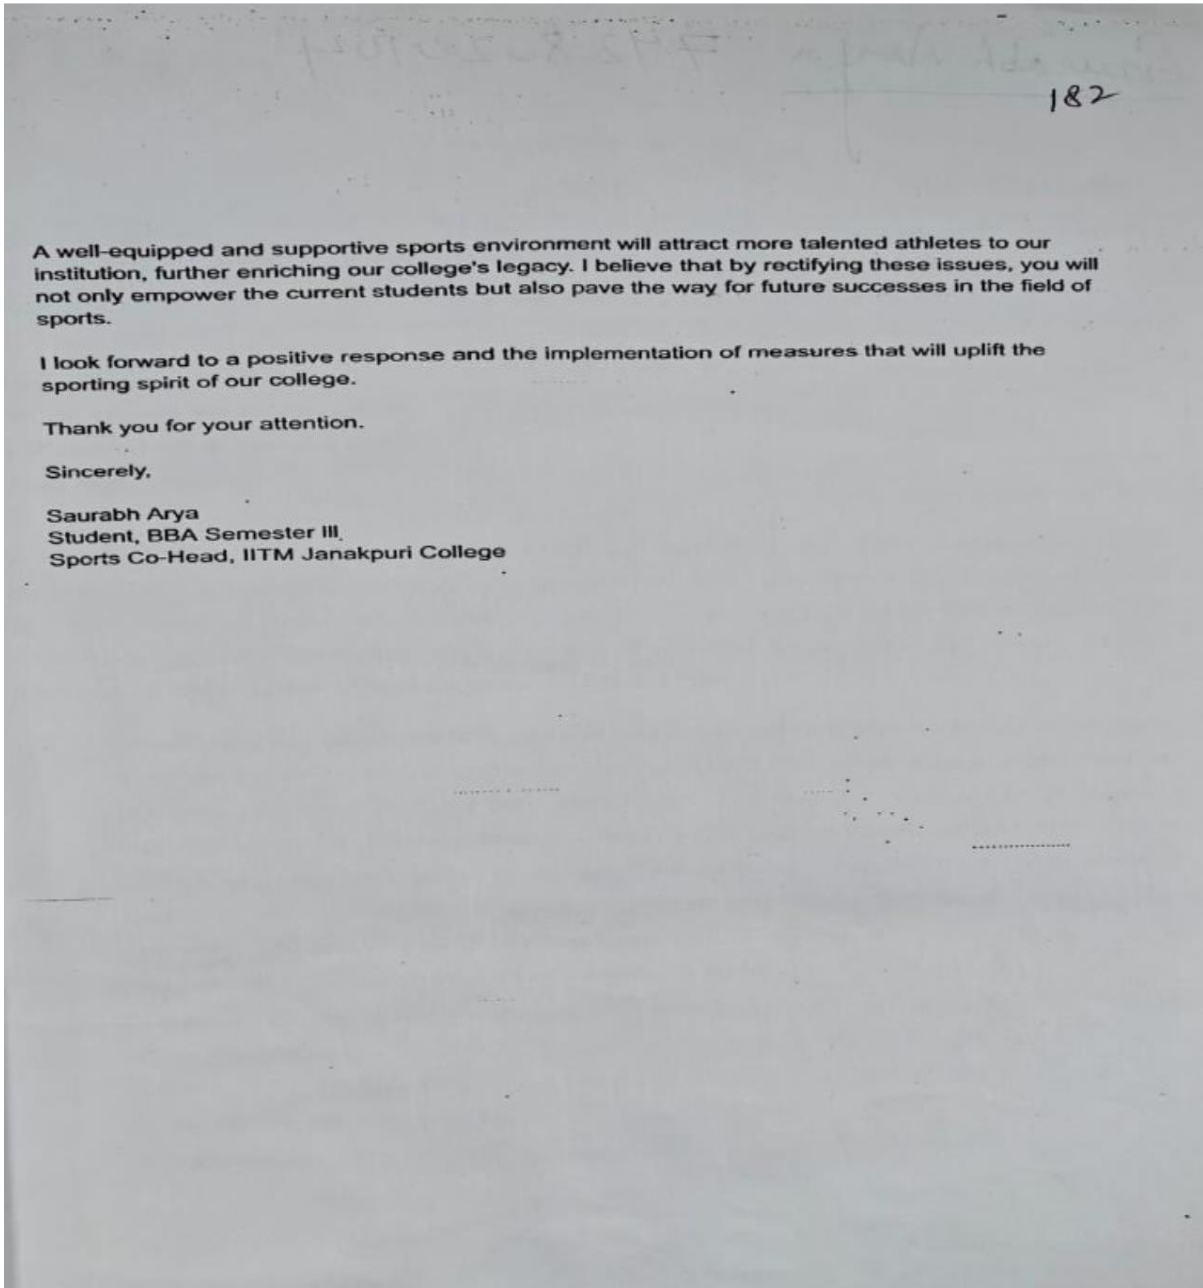 182
A well-equipped and supportive sports environment will attract more talented athletes to our
institution, further enriching our college's legacy. I believe that by rectifying these issues, you will
not only empower the current students but also pave the way for future successes in the field of
sports.
I look forward to a positive response and the implementation of measures that will uplift the
sporting spirit of our college.
Thank you for your attention.
Sincerely,
Saurabh Arya
Student, BBA Semester III
Sports Co-Head, IITM Janakpuri College